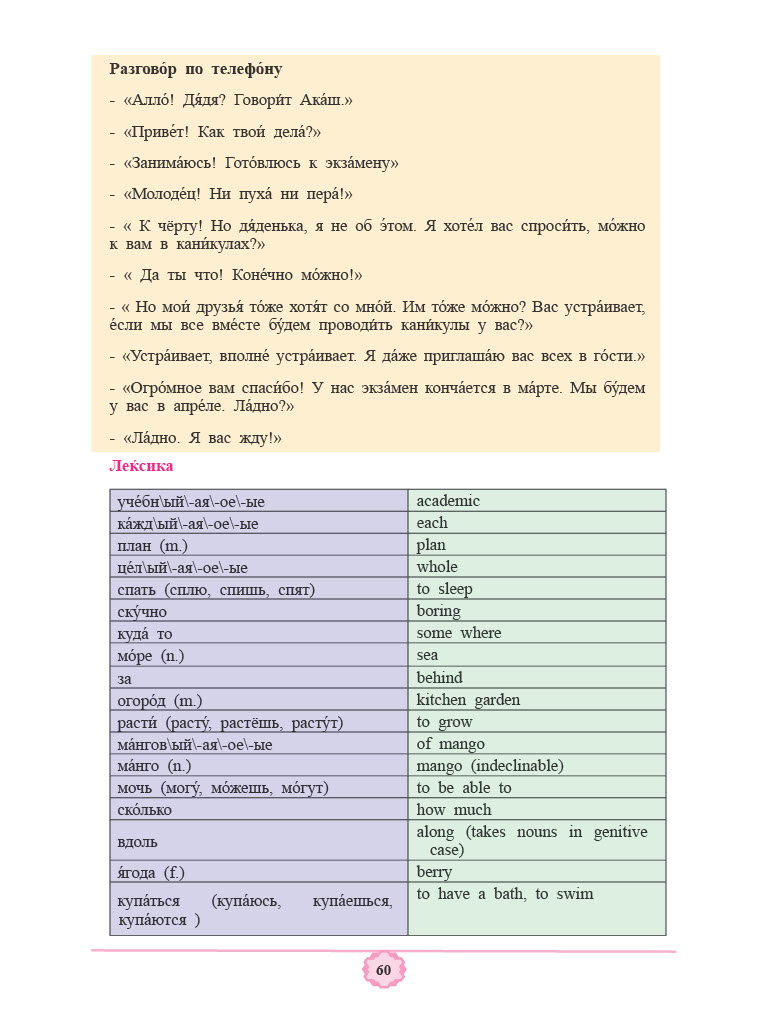 Разгово́р по телефо́ну
- «Алло́! Дя́дя? Говори́т Ака́ш.»
- «Приве́т! Как твои́ дела́?»
- «Занима́юсь! Гото́влюсь к экза́мену»
- «Молоде́ц! Ни пуха́ ни пера́!»
- « К чёрту! Но дя́денька, я не об э́том. Я хоте́л вас спроси́ть, мо́жно
к вам в кани́кулах?»
- « Да ты что! Коне́чно мо́жно!»
- « Но мои́ друзья́ то́же хотя́т со мно́й. Им то́же мо́жно? Вас устра́ивает,
е́сли мы все вме́сте бу́дем проводи́ть кани́кулы у вас?»
- «Устра́ивает, вполне́ устра́ивает. Я да́же приглаша́ю вас всех в го́сти.»
- «Огро́мное вам спаси́бо! У нас экза́мен конча́ется в ма́рте. Мы бу́дем
у вас в апре́ле. Ла́дно?»
- «Ла́дно. Я вас жду!»
Леќсика
уче́бн\ый\-ая\-ое\-ые academic
ка́жд\ый\-ая\-ое\-ые each
план (m.) plan
це́л\ый\-ая\-ое\-ые whole
спать (сплю, спишь, спят) to sleep
ску́чно boring
куда́ то some where
мо́ре (n.) sea
за behind
огоро́д (m.) kitchen garden
расти́ (расту́, растёшь, расту́т) to grow
ма́нгов\ый\-ая\-ое\-ые of mango
ма́нго (n.) mango (indeclinable)
мочь (могу́, мо́жешь, мо́гут) to be able to
ско́лько how much
вдоль along (takes nouns in genitive
case)
я́года (f.) berry
купа́ться (купа́юсь, купа́ешься, to have a bath, to swim
купа́ются )
60